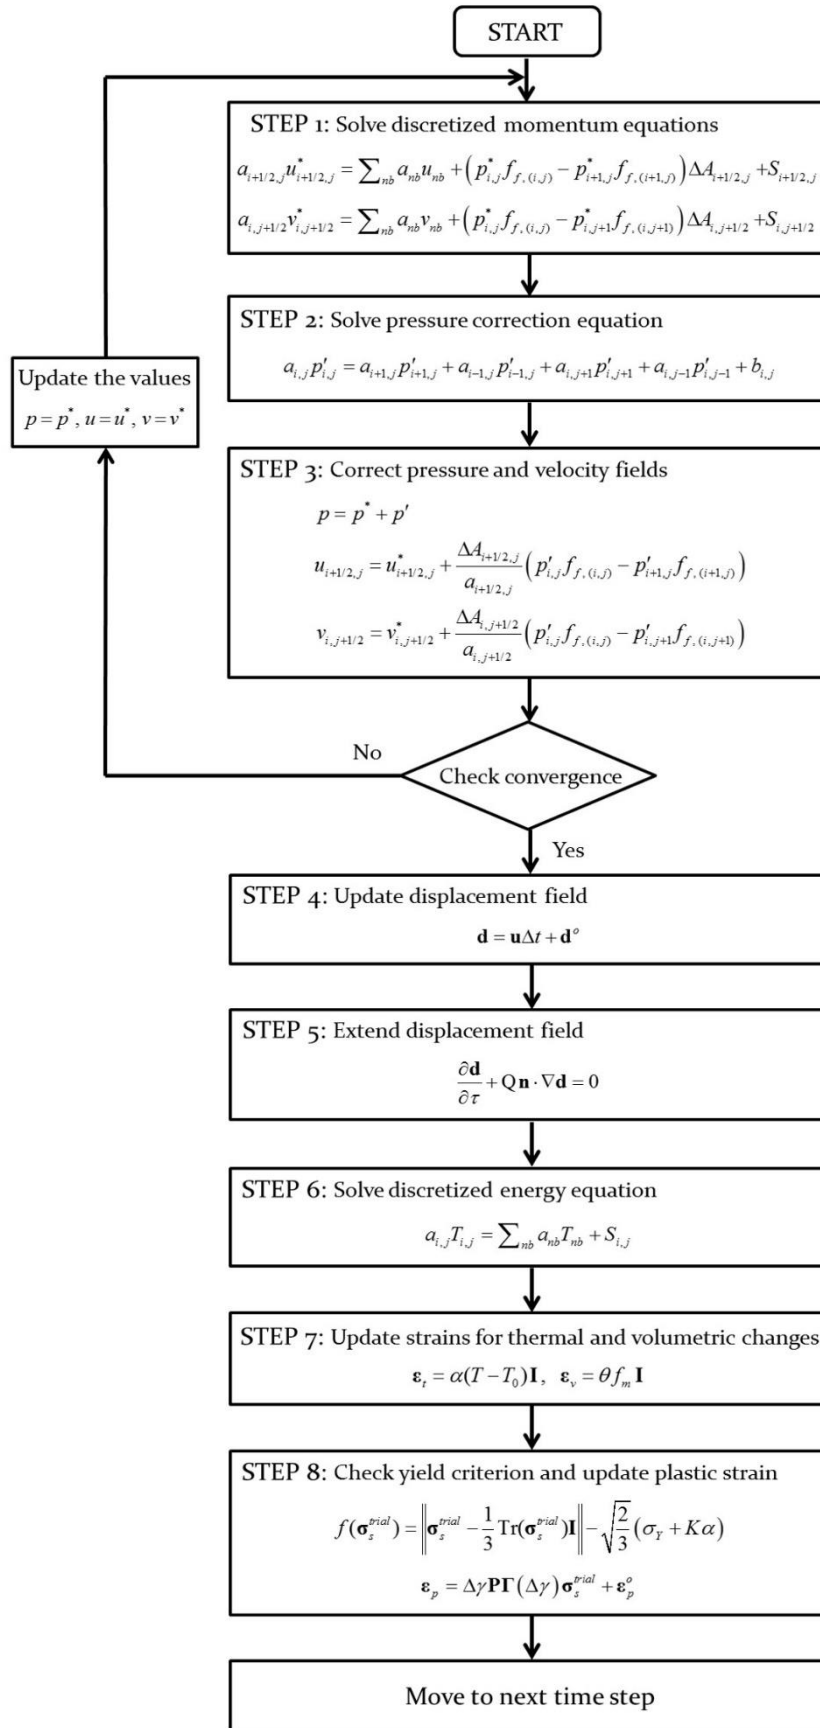 START
STEP 1: Solve discretized momentum equations
a_{i+1/2,j} u^*_{i+1/2,j} = ∑_{nb} a_{nb} u_{nb} + (p^*_{i,j} f_{f,(i,j)} − p^*_{i+1,j} f_{f,(i+1,j)}) ΔA_{i+1/2,j} + S_{i+1/2,j}
a_{i,j+1/2} v^*_{i,j+1/2} = ∑_{nb} a_{nb} v_{nb} + (p^*_{i,j} f_{f,(i,j)} − p^*_{i,j+1} f_{f,(i,j+1)}) ΔA_{i,j+1/2} + S_{i,j+1/2}
STEP 2: Solve pressure correction equation
a_{i,j} p′_{i,j} = a_{i+1,j} p′_{i+1,j} + a_{i−1,j} p′_{i−1,j} + a_{i,j+1} p′_{i,j+1} + a_{i,j−1} p′_{i,j−1} + b_{i,j}
Update the values
p = p^*, u = u^*, v = v^*
STEP 3: Correct pressure and velocity fields
p = p^* + p′
u_{i+1/2,j} = u^*_{i+1/2,j} + ΔA_{i+1/2,j}/a_{i+1/2,j} (p′_{i,j} f_{f,(i,j)} − p′_{i+1,j} f_{f,(i+1,j)})
v_{i,j+1/2} = v^*_{i,j+1/2} + ΔA_{i,j+1/2}/a_{i,j+1/2} (p′_{i,j} f_{f,(i,j)} − p′_{i,j+1} f_{f,(i,j+1)})
No
Check convergence
Yes
STEP 4: Update displacement field
d = uΔt + d^o
STEP 5: Extend displacement field
∂d/∂τ + Qn · ∇d = 0
STEP 6: Solve discretized energy equation
a_{i,j} T_{i,j} = ∑_{nb} a_{nb} T_{nb} + S_{i,j}
STEP 7: Update strains for thermal and volumetric changes
ε_t = α(T − T_0)I, ε_v = θ f_m I
STEP 8: Check yield criterion and update plastic strain
f(σ_s^{trial}) = ‖σ_s^{trial} − 1/3 Tr(σ_s^{trial})I‖ − √(2/3) (σ_Y + Kα)
ε_p = Δγ PΓ(Δγ) σ_s^{trial} + ε_p^o
Move to next time step